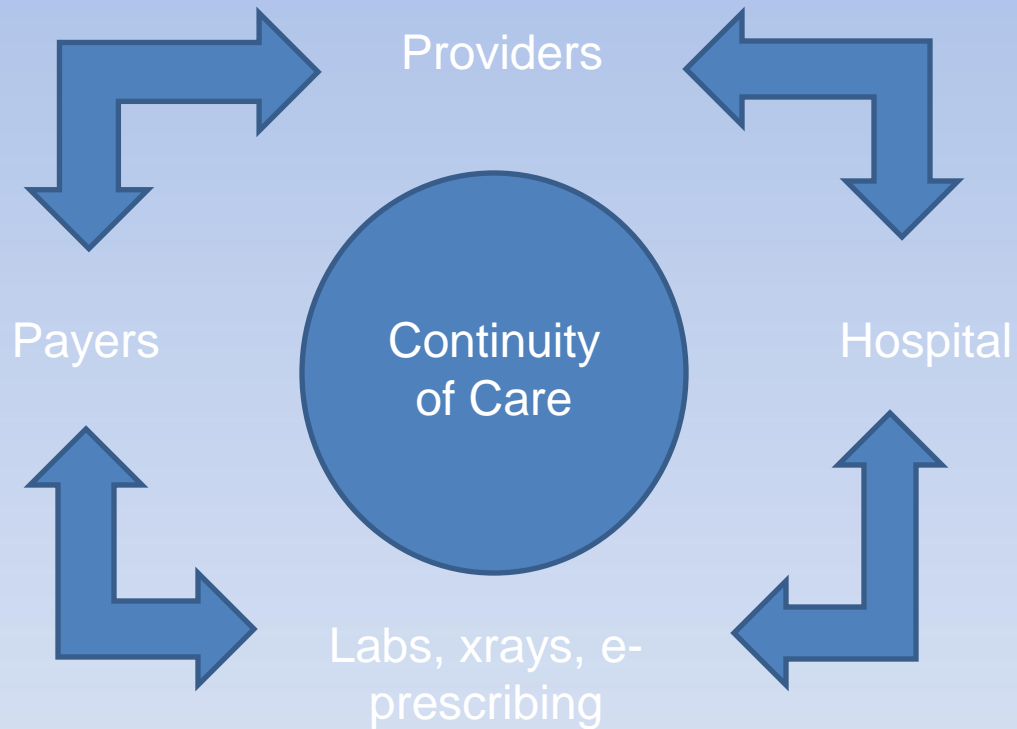 Providers
Payers
Continuity
of Care
Hospital
Labs, xrays, e-
prescribing